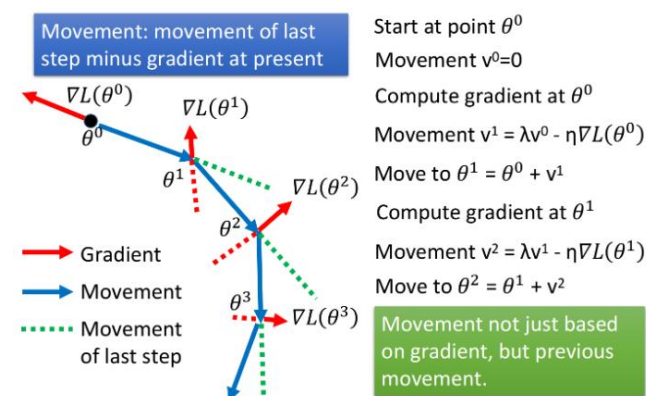 Movement: movement of last
step minus gradient at present
∇L(θ⁰)
θ⁰
∇L(θ¹)
θ¹
∇L(θ²)
θ²
θ³
∇L(θ³)
Gradient
Movement
Movement
of last step
Start at point θ⁰
Movement v⁰=0
Compute gradient at θ⁰
Movement v¹ = λv⁰ - η∇L(θ⁰)
Move to θ¹ = θ⁰ + v¹
Compute gradient at θ¹
Movement v² = λv¹ - η∇L(θ¹)
Move to θ² = θ¹ + v²
Movement not just based
on gradient, but previous
movement.